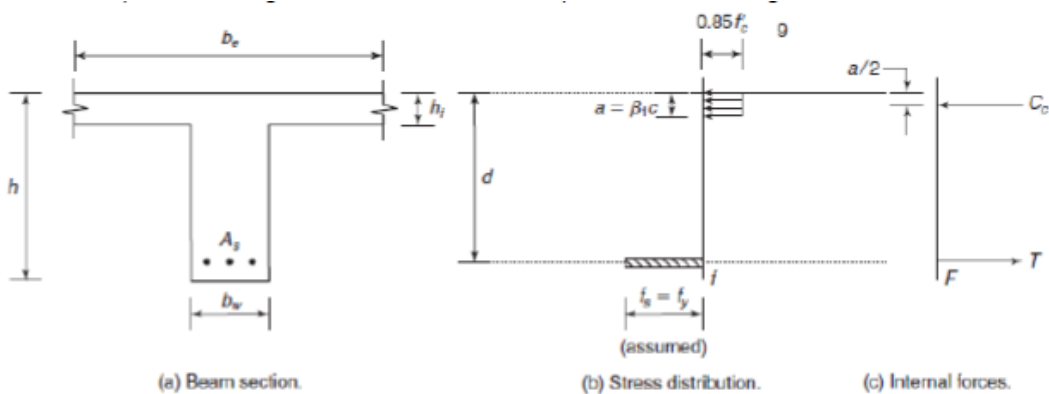 b_e
0.85f'_c
9
a/2
h_f
a = β₁c
C_c
h
d
A_s
f
F
T
b_w
f_s = f_y
(assumed)
(a) Beam section.
(b) Stress distribution.
(c) Internal forces.